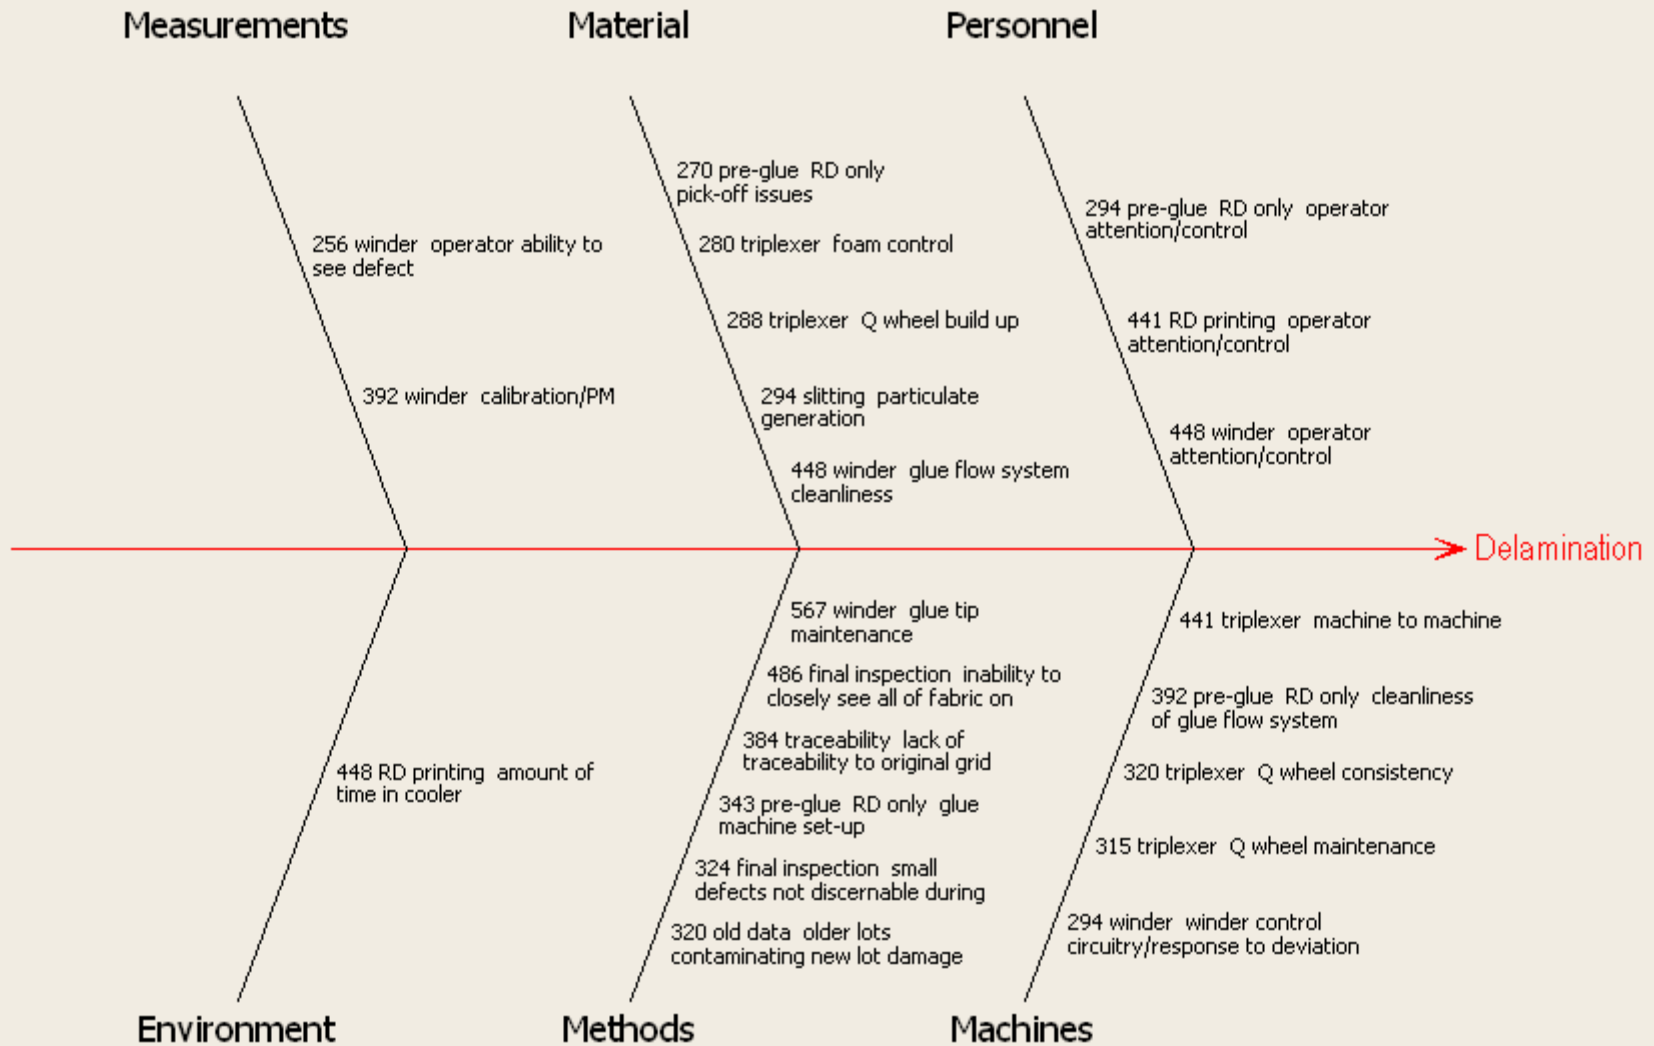 Measurements
Material
Personnel
256 winder  operator ability to
see defect
392 winder  calibration/PM
270 pre-glue  RD only
pick-off issues
280 triplexer  foam control
288 triplexer  Q wheel build up
294 slitting  particulate
generation
448 winder  glue flow system
cleanliness
294 pre-glue  RD only  operator
attention/control
441 RD printing  operator
attention/control
448 winder  operator
attention/control
Delamination
448 RD printing  amount of
time in cooler
567 winder  glue tip
maintenance
486 final inspection  inability to
closely see all of fabric on
384 traceability  lack of
traceability to original grid
343 pre-glue  RD only  glue
machine set-up
324 final inspection  small
defects not discernable during
320 old data  older lots
contaminating new lot damage
441 triplexer  machine to machine
392 pre-glue  RD only  cleanliness
of glue flow system
320 triplexer  Q wheel consistency
315 triplexer  Q wheel maintenance
294 winder  winder control
circuitry/response to deviation
Environment
Methods
Machines